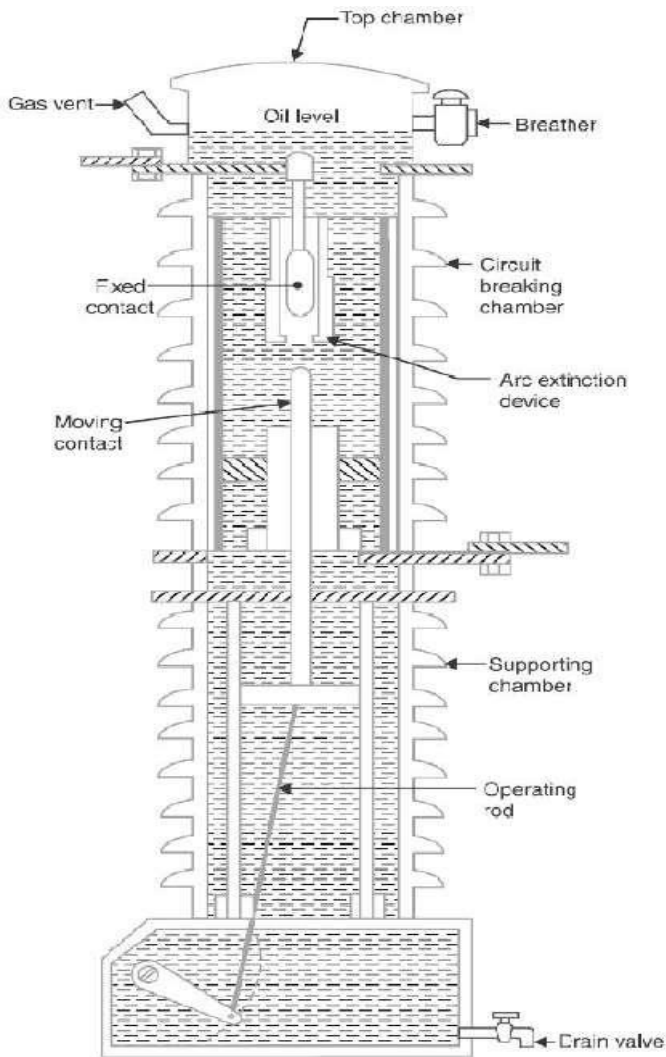 Top chamber
Gas vent
Oil level
Breather
Fixed
contact
Circuit
breaking
chamber
Arc extinction
device
Moving
contact
Supporting
chamber
Operating
rod
Drain valve